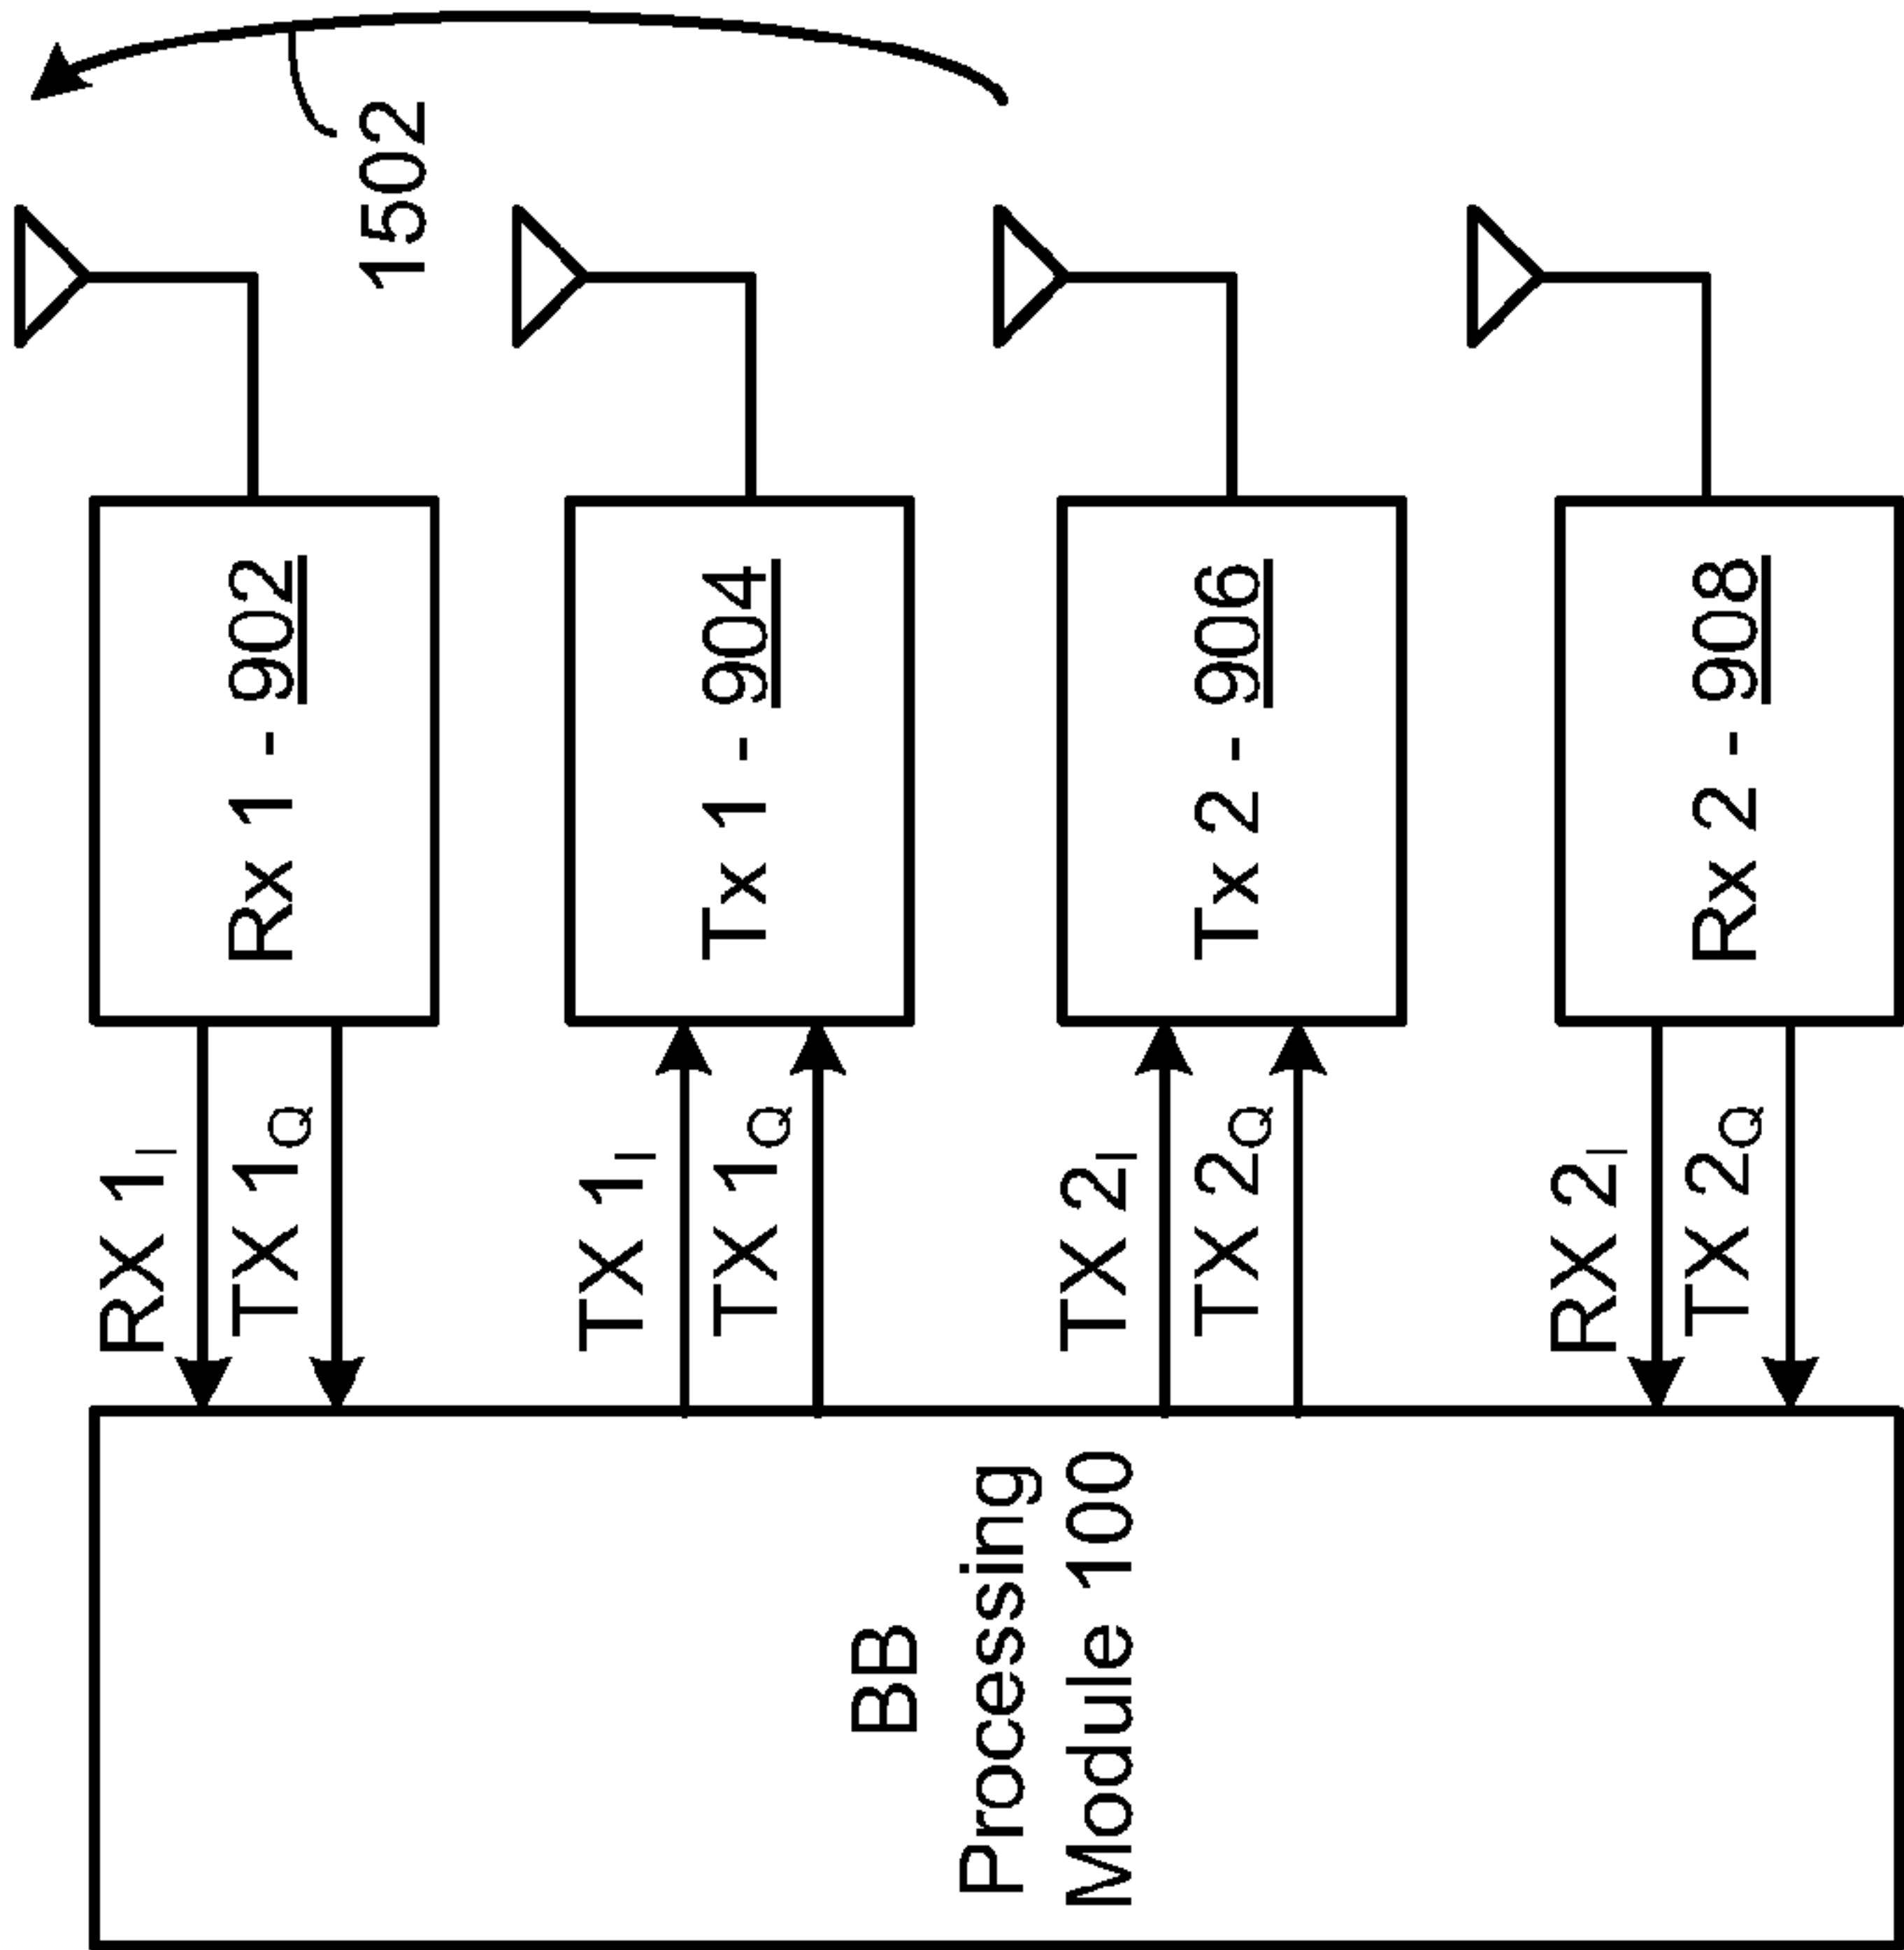 1502
Rx 1 - 902
Tx 1 - 904
Tx 2 - 906
Rx 2 - 908
RX 1I
TX 1Q
TX 1I
TX 1Q
TX 2I
TX 2Q
RX 2I
TX 2Q
BB
Processing
Module 100